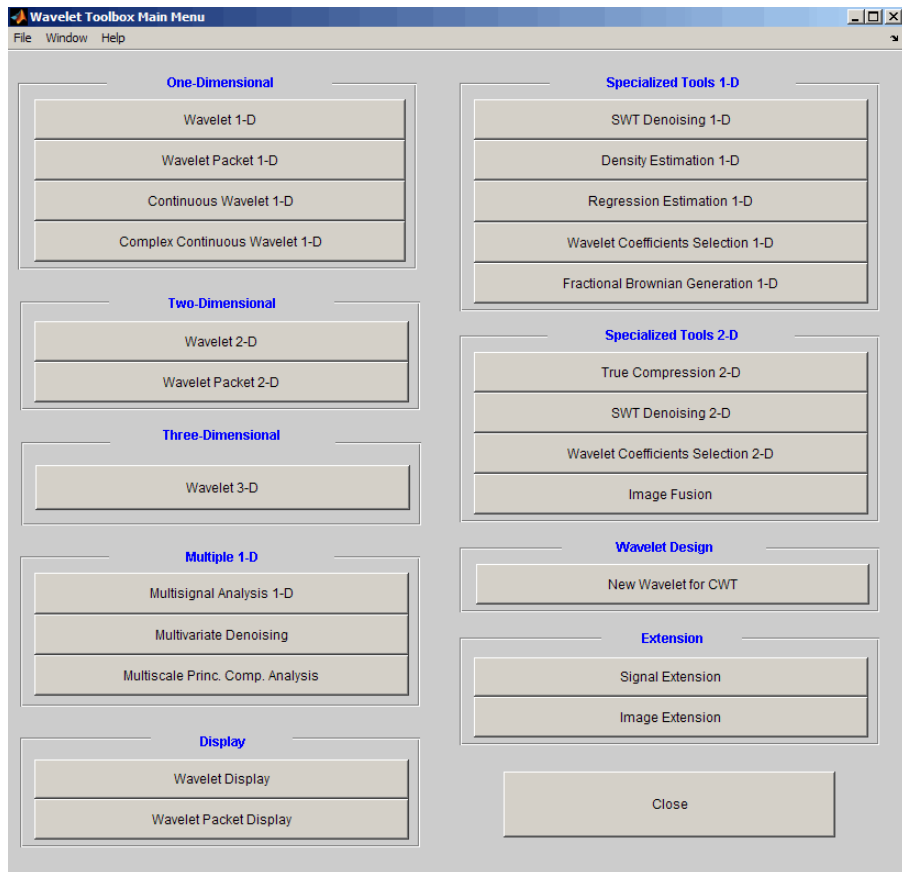 Wavelet Toolbox Main Menu
File Window Help
One-Dimensional
Wavelet 1-D
Wavelet Packet 1-D
Continuous Wavelet 1-D
Complex Continuous Wavelet 1-D
Two-Dimensional
Wavelet 2-D
Wavelet Packet 2-D
Three-Dimensional
Wavelet 3-D
Multiple 1-D
Multisignal Analysis 1-D
Multivariate Denoising
Multiscale Princ. Comp. Analysis
Display
Wavelet Display
Wavelet Packet Display
Specialized Tools 1-D
SWT Denoising 1-D
Density Estimation 1-D
Regression Estimation 1-D
Wavelet Coefficients Selection 1-D
Fractional Brownian Generation 1-D
Specialized Tools 2-D
True Compression 2-D
SWT Denoising 2-D
Wavelet Coefficients Selection 2-D
Image Fusion
Wavelet Design
New Wavelet for CWT
Extension
Signal Extension
Image Extension
Close